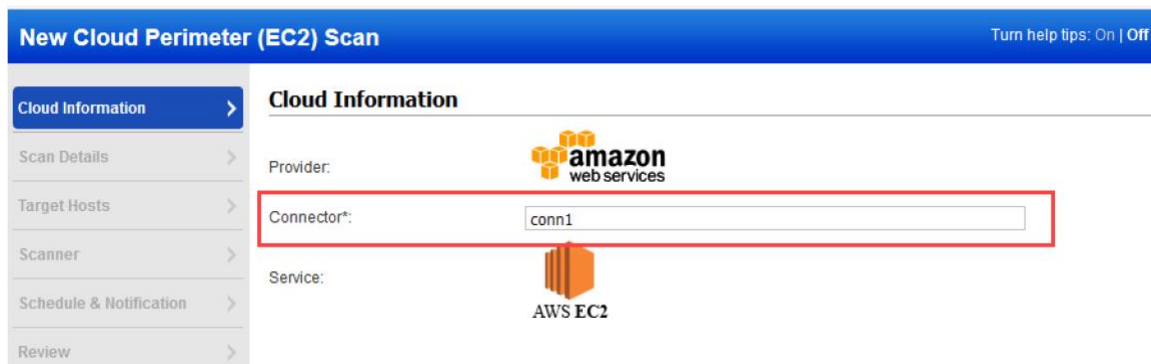 New Cloud Perimeter (EC2) Scan
Turn help tips: On | Off
Cloud Information
Scan Details
Target Hosts
Scanner
Schedule & Notification
Review
Cloud Information
Provider:
amazon
web services
Connector*:
conn1
Service:
AWS EC2